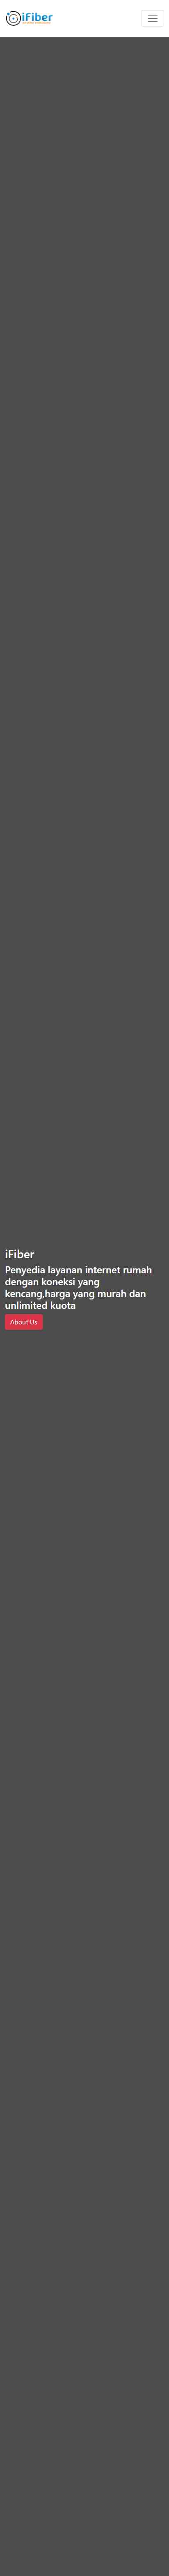 iFiber
iFiber
Penyedia layanan internet rumah
dengan koneksi yang
kencang,harga yang murah dan
unlimited kuota
About Us